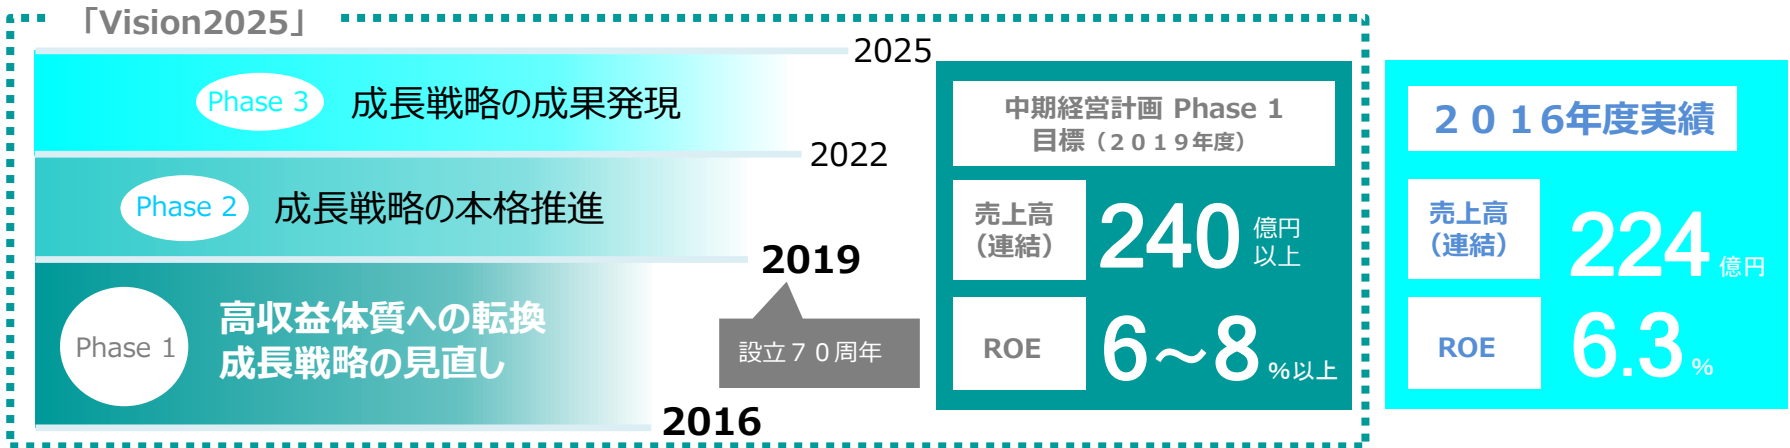 「Vision2025」
2025
Phase 3 成長戦略の成果発現
2022
Phase 2 成長戦略の本格推進
2019
設立７０周年
Phase 1
高収益体質への転換
成長戦略の見直し
2016
中期経営計画 Phase 1
目標（２０１９年度）
売上高
（連結）
240 億円
以上
ROE
6～8 %以上
２０１6年度実績
売上高
（連結）
224 億円
ROE
6.3 %